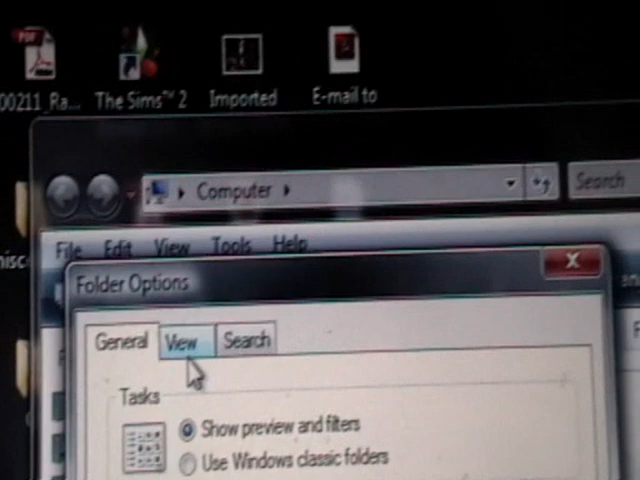 PDF
00211_Ra...
The Sims™ 2
Imported
E-mail to
Computer
Search
File Edit View Tools Help
Folder Options
General View Search
Tasks
Show preview and filters
Use Windows classic folders